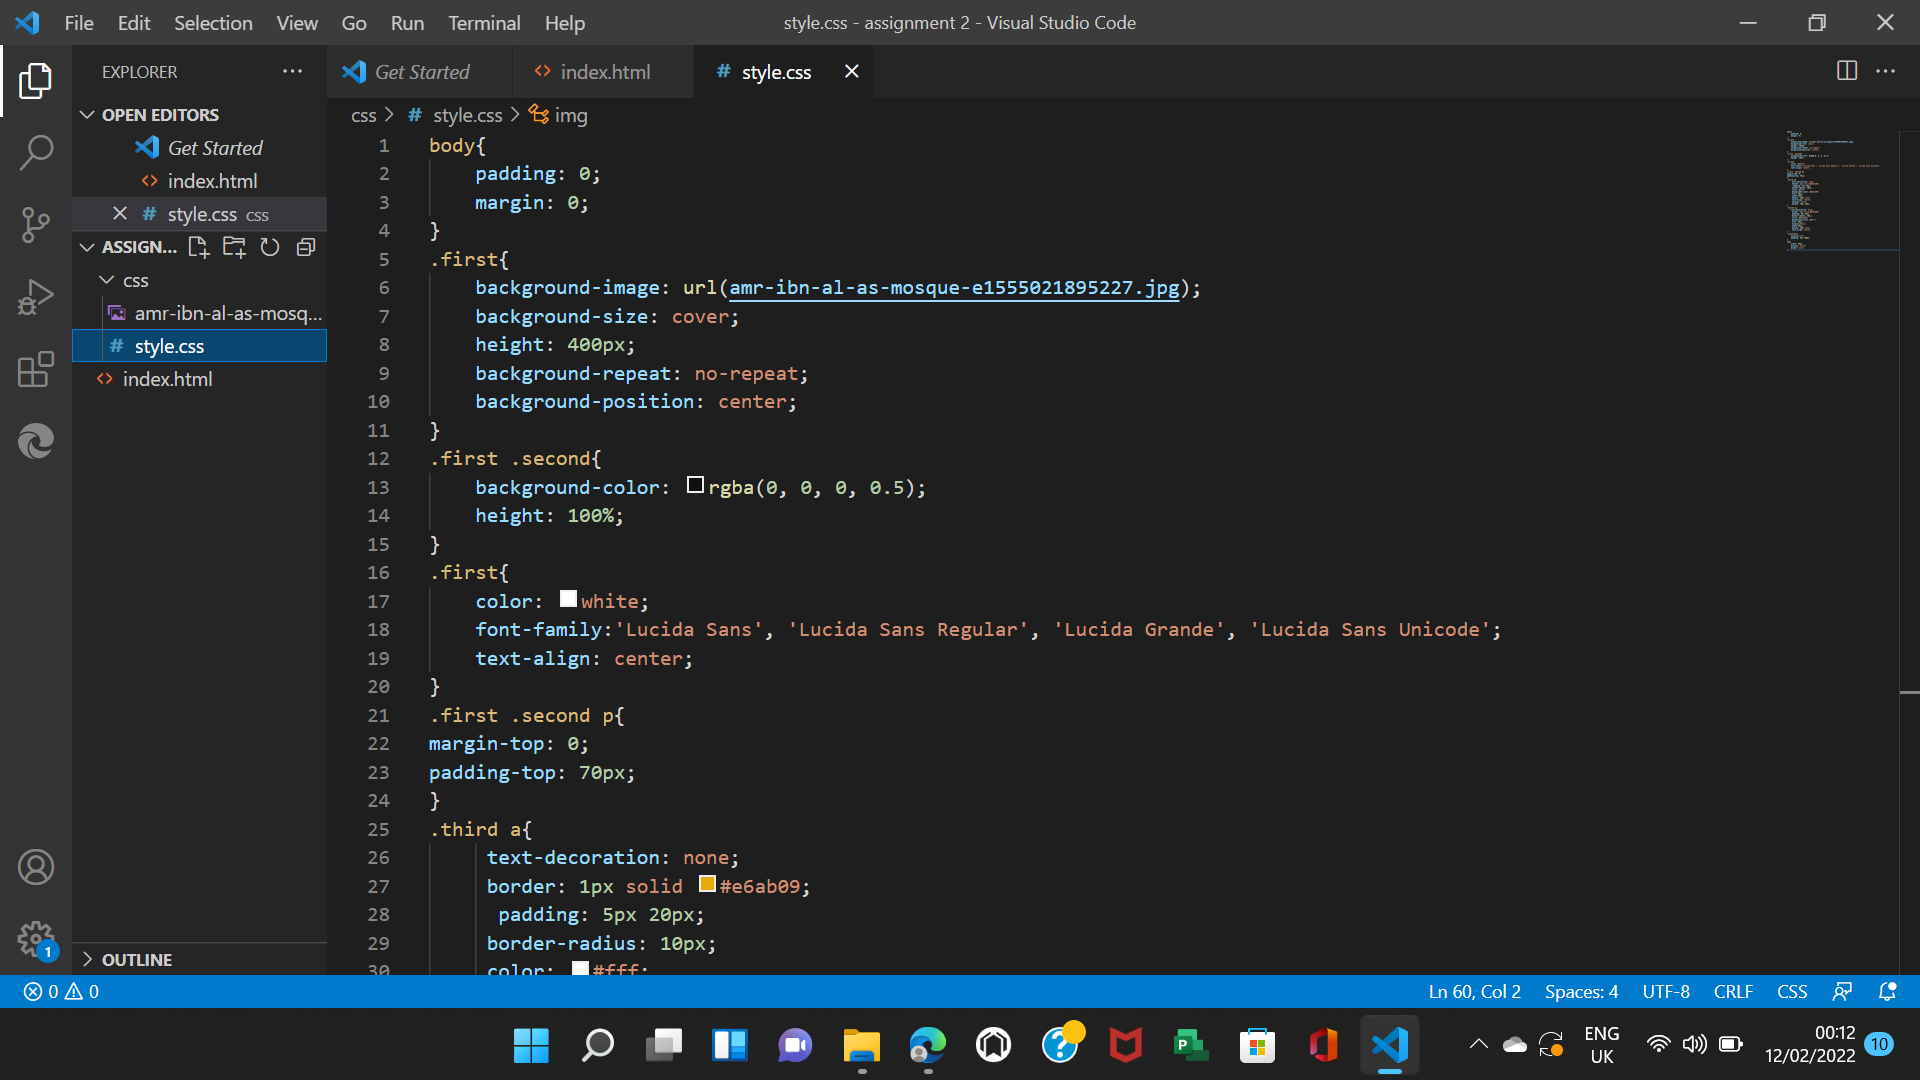 File Edit Selection View Go Run Terminal Help
style.css - assignment 2 - Visual Studio Code
EXPLORER
Get Started
index.html
# style.css
OPEN EDITORS
Get Started
index.html
# style.css css
ASSIGN...
css
amr-ibn-al-as-mosq...
# style.css
index.html
OUTLINE
css > # style.css > img
1 body{
2 padding: 0;
3 margin: 0;
4 }
5 .first{
6 background-image: url(amr-ibn-al-as-mosque-e1555021895227.jpg);
7 background-size: cover;
8 height: 400px;
9 background-repeat: no-repeat;
10 background-position: center;
11 }
12 .first .second{
13 background-color: rgba(0, 0, 0, 0.5);
14 height: 100%;
15 }
16 .first{
17 color: white;
18 font-family:'Lucida Sans', 'Lucida Sans Regular', 'Lucida Grande', 'Lucida Sans Unicode';
19 text-align: center;
20 }
21 .first .second p{
22 margin-top: 0;
23 padding-top: 70px;
24 }
25 .third a{
26 text-decoration: none;
27 border: 1px solid #e6ab09;
28 padding: 5px 20px;
29 border-radius: 10px;
30 color: #fff;
1
0 0
Ln 60, Col 2 Spaces: 4 UTF-8 CRLF CSS
ENG
UK
00:12
12/02/2022
10